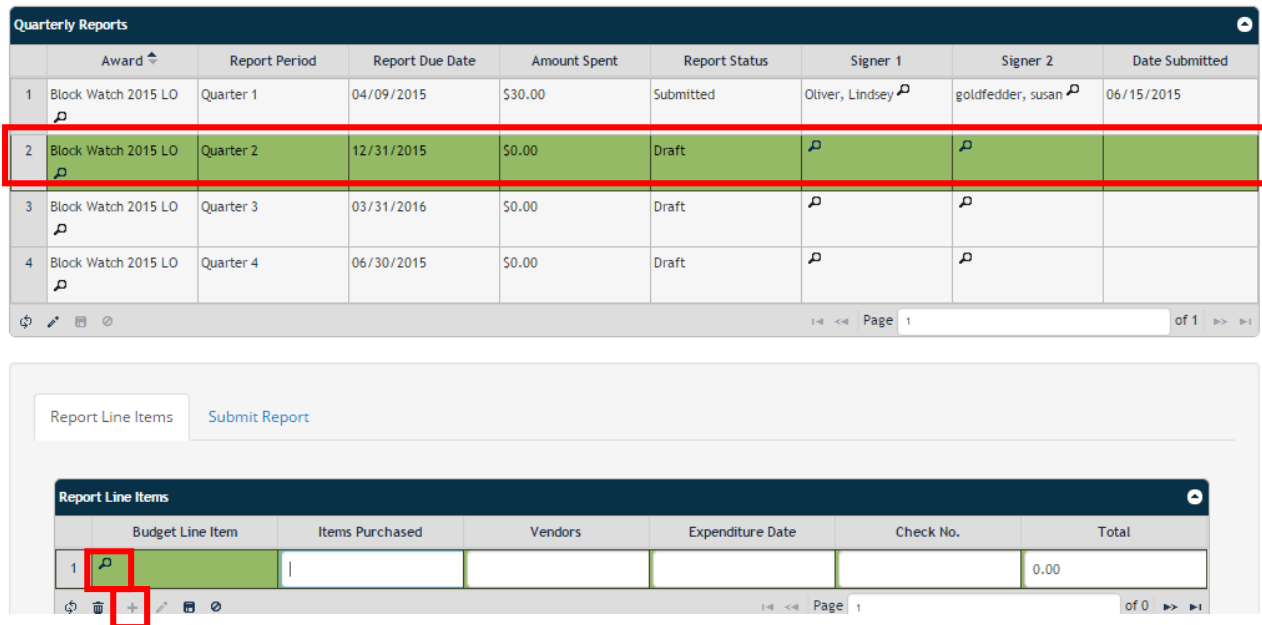 Quarterly Reports
Award Report Period Report Due Date Amount Spent Report Status Signer 1 Signer 2 Date Submitted
1 Block Watch 2015 LO Quarter 1 04/09/2015 $30.00 Submitted Oliver, Lindsey goldfedder, susan 06/15/2015
2 Block Watch 2015 LO Quarter 2 12/31/2015 $0.00 Draft
3 Block Watch 2015 LO Quarter 3 03/31/2016 $0.00 Draft
4 Block Watch 2015 LO Quarter 4 06/30/2015 $0.00 Draft
Page 1 of 1
Report Line Items Submit Report
Report Line Items
Budget Line Item Items Purchased Vendors Expenditure Date Check No. Total
1 0.00
Page 1 of 0